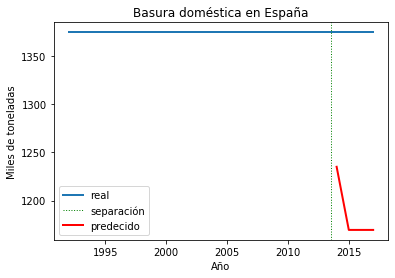 Basura doméstica en España
Miles de toneladas
1350
1300
1250
1200
real
separación
predecido
1995
2000
2005
2010
2015
Año